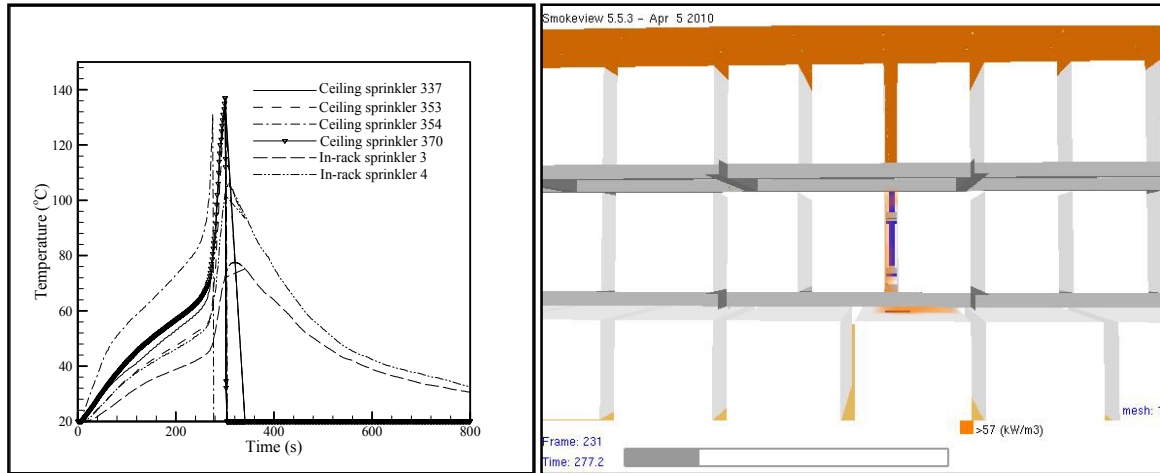 Temperature (°C)
140
120
100
80
60
40
20
0
200
400
600
800
Time (s)
Ceiling sprinkler 337
Ceiling sprinkler 353
Ceiling sprinkler 354
Ceiling sprinkler 370
In-rack sprinkler 3
In-rack sprinkler 4
Smokeview 5.5.3 - Apr 5 2010
mesh:
>57 (kW/m3)
Frame: 231
Time: 277.2